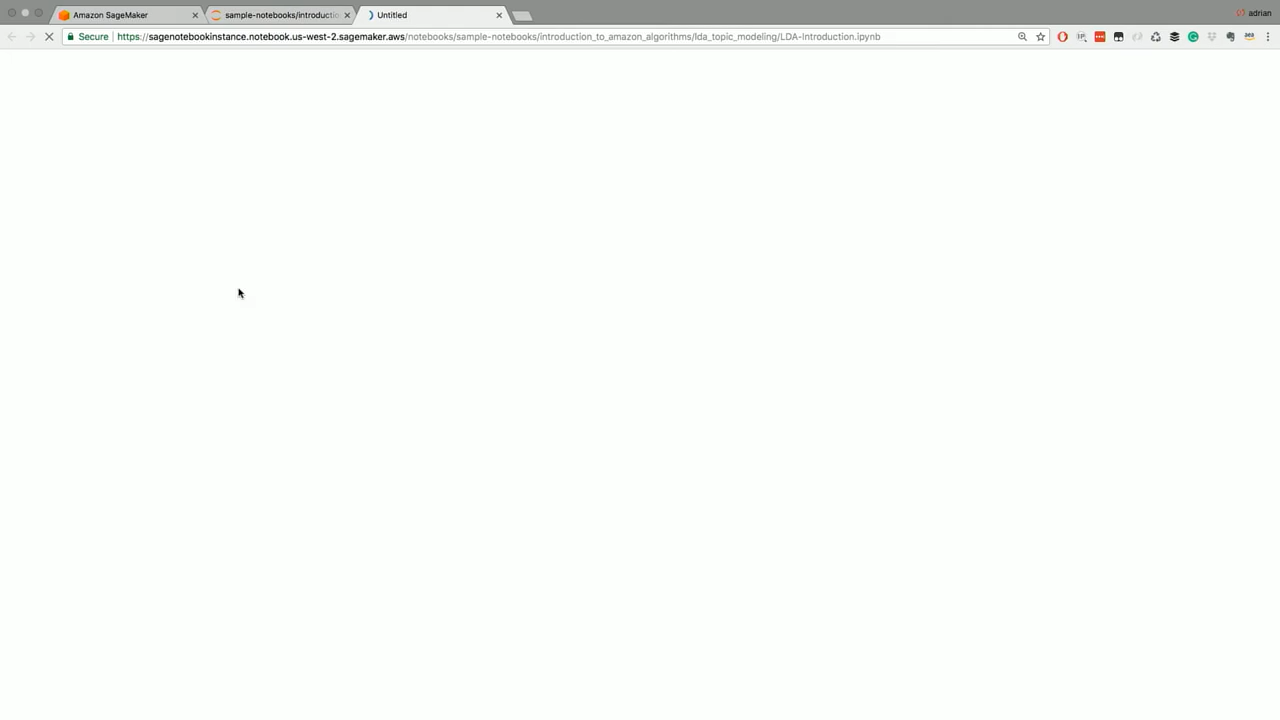 Amazon SageMaker
sample-notebooks/introductio
Untitled
adrian
Secure https://sagenotebookinstance.notebook.us-west-2.sagemaker.aws/notebooks/sample-notebooks/introduction_to_amazon_algorithms/lda_topic_modeling/LDA-Introduction.ipynb